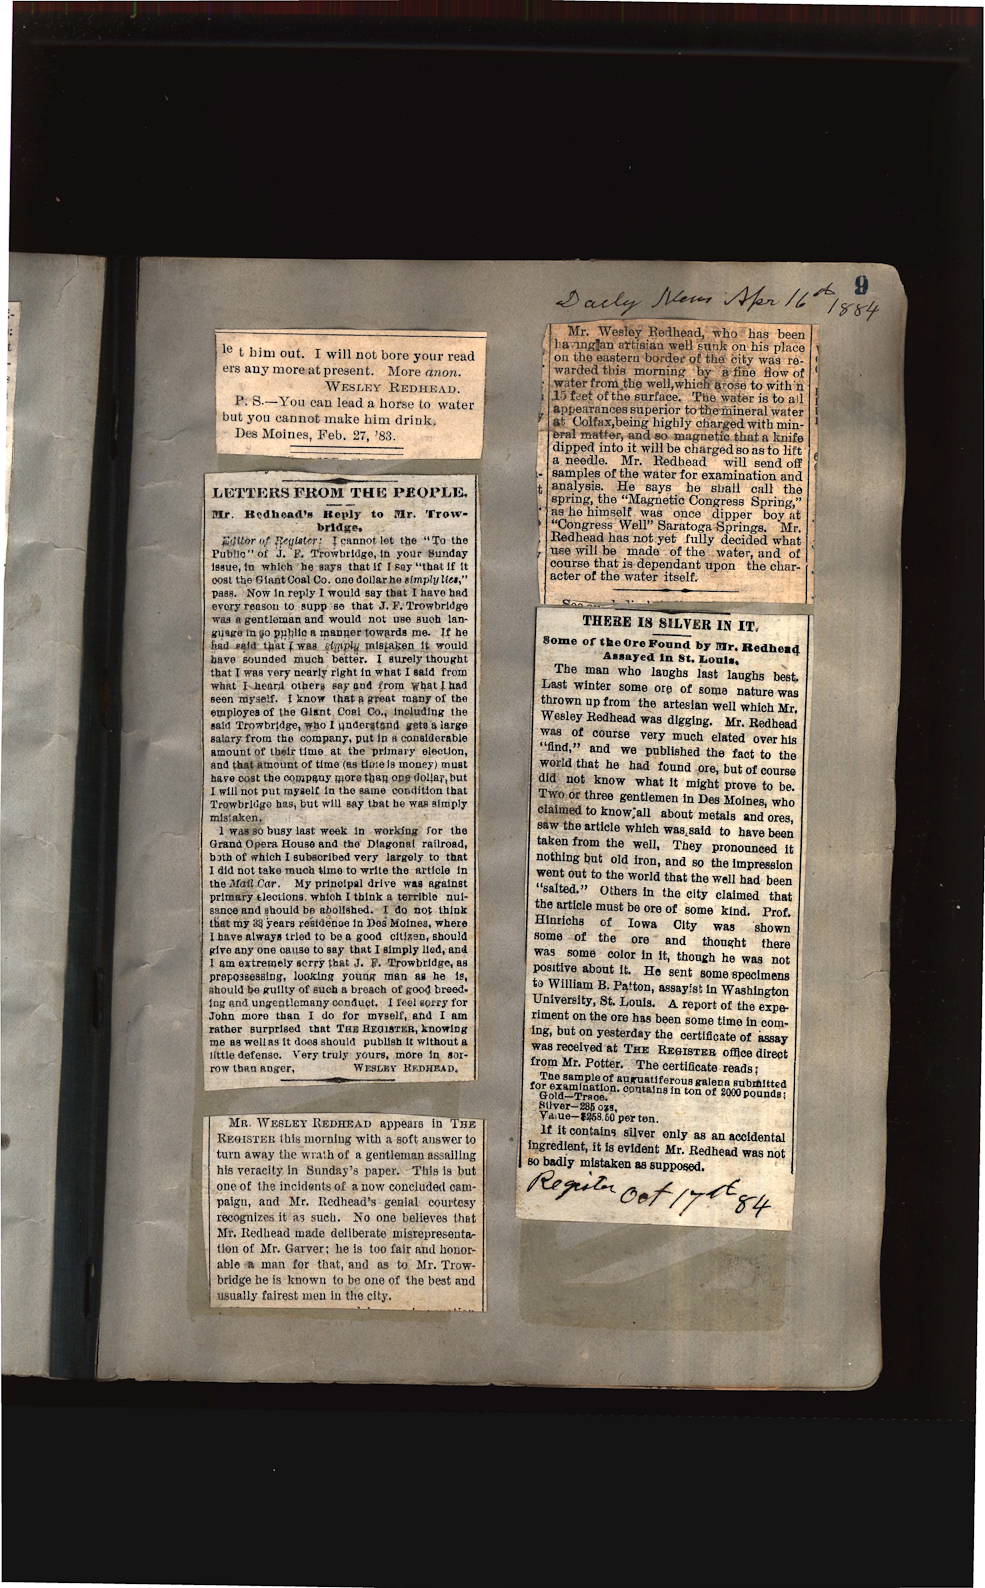 9
Daily News Apr 16th 1884
le t him out. I will not bore your read
ers any more at present. More anon.
WESLEY REDHEAD.
P. S.—You can lead a horse to water
but you cannot make him drink.
Des Moines, Feb. 27, '83.
LETTERS FROM THE PEOPLE.
Mr. Redhead's Reply to Mr. Trow-
bridge.
Editor of Register: I cannot let the "To the
Public" of J. F. Trowbridge, in your Sunday
issue, in which he says that if I say "that if it
cost the Giant Coal Co. one dollar he simply lies,"
pass. Now in reply I would say that I have had
every reason to supp se that J. F. Trowbridge
was a gentleman and would not use such lan-
guage in so public a manner towards me. If he
had said that I was simply mistaken it would
have sounded much better. I surely thought
that I was very nearly right in what I said from
what I heard others say and from what I had
seen myself. I know that a great many of the
employes of the Giant Coal Co., including the
said Trowbridge, who I understand gets a large
salary from the company, put in a considerable
amount of their time at the primary election,
and that amount of time (as time is money) must
have cost the company more than one dollar, but
I will not put myself in the same condition that
Trowbridge has, but will say that he was simply
mistaken.
I was so busy last week in working for the
Grand Opera House and the Diagonal railroad,
both of which I subscribed very largely to that
I did not take much time to write the article in
the Mail Car. My principal drive was against
primary elections, which I think a terrible nui-
sance and should be abolished. I do not think
that my 33 years residence in Des Moines, where
I have always tried to be a good citizen, should
give any one cause to say that I simply lied, and
I am extremely sorry that J. F. Trowbridge, as
prepossessing, looking young man as he is,
should be guilty of such a breach of good breed-
ing and ungentlemany conduct. I feel sorry for
John more than I do for myself, and I am
rather surprised that THE REGISTER, knowing
me as well as it does should publish it without a
little defense. Very truly yours, more in sor-
row than anger, WESLEY REDHEAD.
MR. WESLEY REDHEAD appears in THE
REGISTER this morning with a soft answer to
turn away the wrath of a gentleman assailing
his veracity in Sunday's paper. This is but
one of the incidents of a now concluded cam-
paign, and Mr. Redhead's genial courtesy
recognizes it as such. No one believes that
Mr. Redhead made deliberate misrepresenta-
tion of Mr. Garver; he is too fair and honor-
able a man for that, and as to Mr. Trow-
bridge he is known to be one of the best and
usually fairest men in the city.
Mr. Wesley Redhead, who has been
having an artisian well sunk on his place
on the eastern border of the city was re-
warded this morning by a fine flow of
water from the well, which arose to with n
15 feet of the surface. The water is to all
appearances superior to the mineral water
at Colfax, being highly charged with min-
eral matter, and so magnetic that a knife
dipped into it will be charged so as to lift
a needle. Mr. Redhead will send off
samples of the water for examination and
analysis. He says he shall call the
spring, the "Magnetic Congress Spring,"
as he himself was once dipper boy at
"Congress Well" Saratoga Springs. Mr.
Redhead has not yet fully decided what
use will be made of the water, and of
course that is dependant upon the char-
acter of the water itself.
THERE IS SILVER IN IT.
Some of the Ore Found by Mr. Redhead
Assayed in St. Louis.
The man who laughs last laughs best.
Last winter some ore of some nature was
thrown up from the artesian well which Mr.
Wesley Redhead was digging. Mr. Redhead
was of course very much elated over his
"find," and we published the fact to the
world that he had found ore, but of course
did not know what it might prove to be.
Two or three gentlemen in Des Moines, who
claimed to know all about metals and ores,
saw the article which was said to have been
taken from the well. They pronounced it
nothing but old iron, and so the impression
went out to the world that the well had been
"salted." Others in the city claimed that
the article must be ore of some kind. Prof.
Hinrichs of Iowa City was shown
some of the ore and thought there
was some color in it, though he was not
positive about it. He sent some specimens
to William B. Patton, assayist in Washington
University, St. Louis. A report of the expe-
riment on the ore has been some time in com-
ing, but on yesterday the certificate of assay
was received at THE REGISTER office direct
from Mr. Potter. The certificate reads;
The sample of auguatiferous galena submitted
for examination. contains in ton of 2000 pounds;
Gold—Trace.
Silver—285 ozs.
Value—$258.50 per ten.
If it contains silver only as an accidental
ingredient, it is evident Mr. Redhead was not
so badly mistaken as supposed.
Register Oct 17th 84